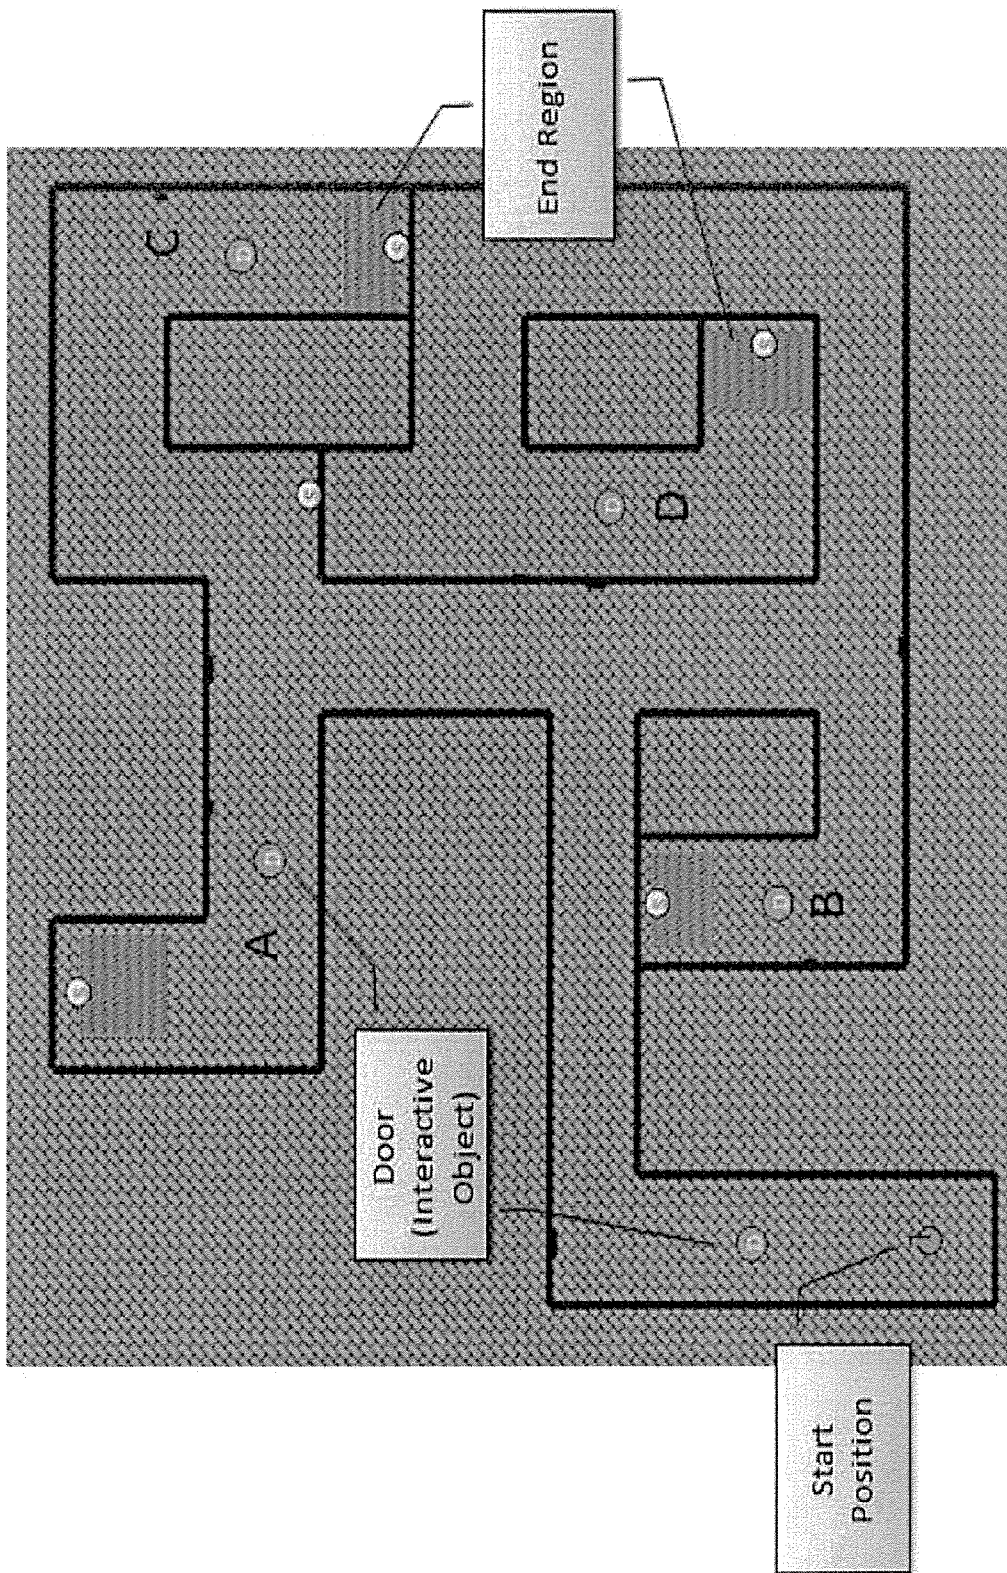 End Region
C
D
D
D
A
D
B
D
Door
(Interactive
Object)
D
Start
Position